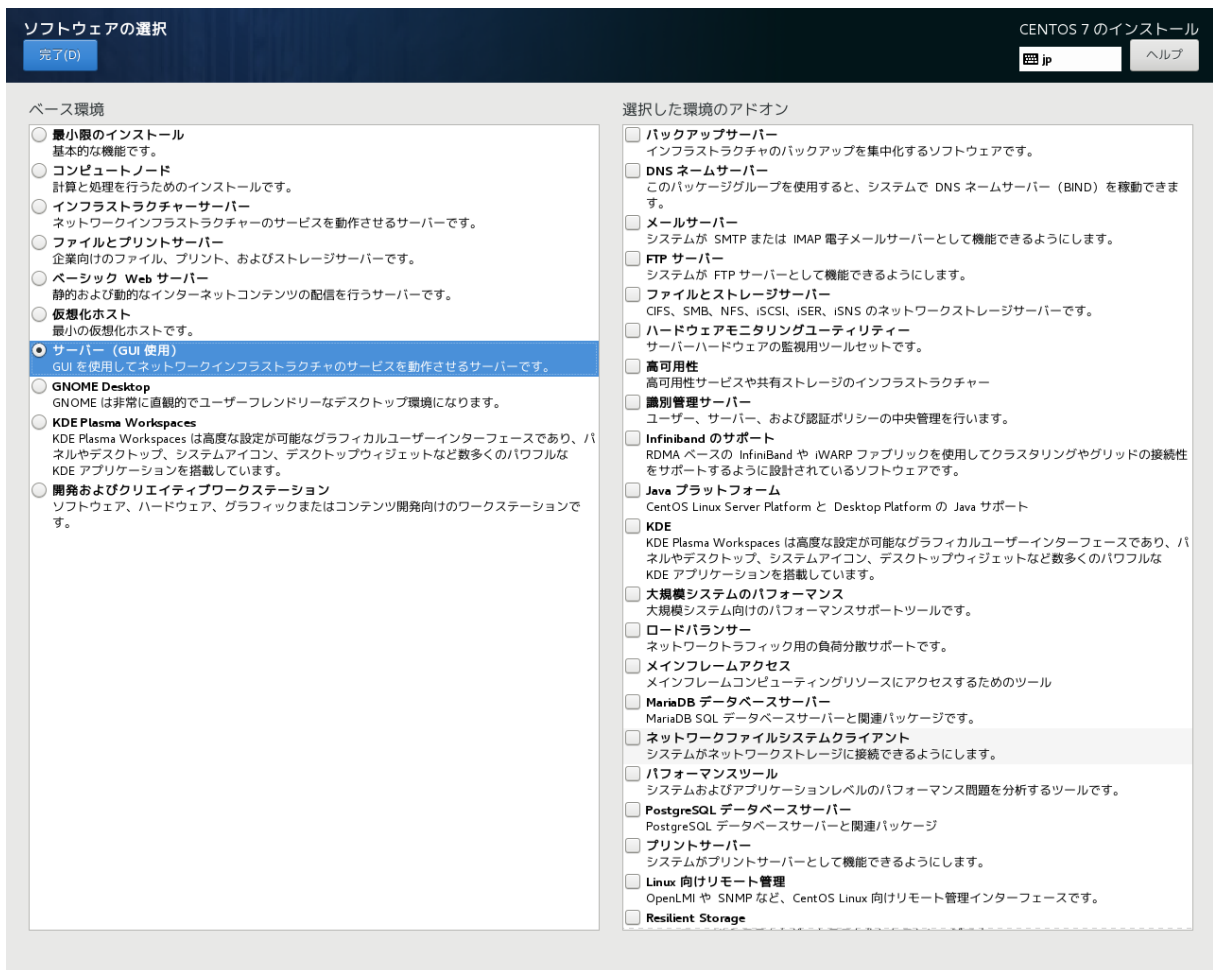 ソフトウェアの選択
完了(D)
CENTOS 7 のインストール
jp
ヘルプ
ベース環境
最小限のインストール
基本的な機能です。
コンピュートノード
計算と処理を行うためのインストールです。
インフラストラクチャーサーバー
ネットワークインフラストラクチャーのサービスを動作させるサーバーです。
ファイルとプリントサーバー
企業向けのファイル、プリント、およびストレージサーバーです。
ベーシック Web サーバー
静的および動的なインターネットコンテンツの配信を行うサーバーです。
仮想化ホスト
最小の仮想化ホストです。
サーバー（GUI 使用）
GUI を使用してネットワークインフラストラクチャのサービスを動作させるサーバーです。
GNOME Desktop
GNOME は非常に直観的でユーザーフレンドリーなデスクトップ環境になります。
KDE Plasma Workspaces
KDE Plasma Workspaces は高度な設定が可能なグラフィカルユーザーインターフェースであり、パ
ネルやデスクトップ、システムアイコン、デスクトップウィジェットなど数多くのパワフルな
KDE アプリケーションを搭載しています。
開発およびクリエイティブワークステーション
ソフトウェア、ハードウェア、グラフィックまたはコンテンツ開発向けのワークステーションで
す。
選択した環境のアドオン
バックアップサーバー
インフラストラクチャのバックアップを集中化するソフトウェアです。
DNS ネームサーバー
このパッケージグループを使用すると、システムで DNS ネームサーバー（BIND）を稼動できま
す。
メールサーバー
システムが SMTP または IMAP 電子メールサーバーとして機能できるようにします。
FTP サーバー
システムが FTP サーバーとして機能できるようにします。
ファイルとストレージサーバー
CIFS、SMB、NFS、iSCSI、iSER、iSNS のネットワークストレージサーバーです。
ハードウェアモニタリングユーティリティー
サーバーハードウェアの監視用ツールセットです。
高可用性
高可用性サービスや共有ストレージのインフラストラクチャー
識別管理サーバー
ユーザー、サーバー、および認証ポリシーの中央管理を行います。
Infiniband のサポート
RDMA ベースの InfiniBand や iWARP ファブリックを使用してクラスタリングやグリッドの接続性
をサポートするように設計されているソフトウェアです。
Java プラットフォーム
CentOS Linux Server Platform と Desktop Platform の Java サポート
KDE
KDE Plasma Workspaces は高度な設定が可能なグラフィカルユーザーインターフェースであり、パ
ネルやデスクトップ、システムアイコン、デスクトップウィジェットなど数多くのパワフルな
KDE アプリケーションを搭載しています。
大規模システムのパフォーマンス
大規模システム向けのパフォーマンスサポートツールです。
ロードバランサー
ネットワークトラフィック用の負荷分散サポートです。
メインフレームアクセス
メインフレームコンピューティングリソースにアクセスするためのツール
MariaDB データベースサーバー
MariaDB SQL データベースサーバーと関連パッケージです。
ネットワークファイルシステムクライアント
システムがネットワークストレージに接続できるようにします。
パフォーマンスツール
システムおよびアプリケーションレベルのパフォーマンス問題を分析するツールです。
PostgreSQL データベースサーバー
PostgreSQL データベースサーバーと関連パッケージ
プリントサーバー
システムがプリントサーバーとして機能できるようにします。
Linux 向けリモート管理
OpenLMI や SNMP など、CentOS Linux 向けリモート管理インターフェースです。
Resilient Storage